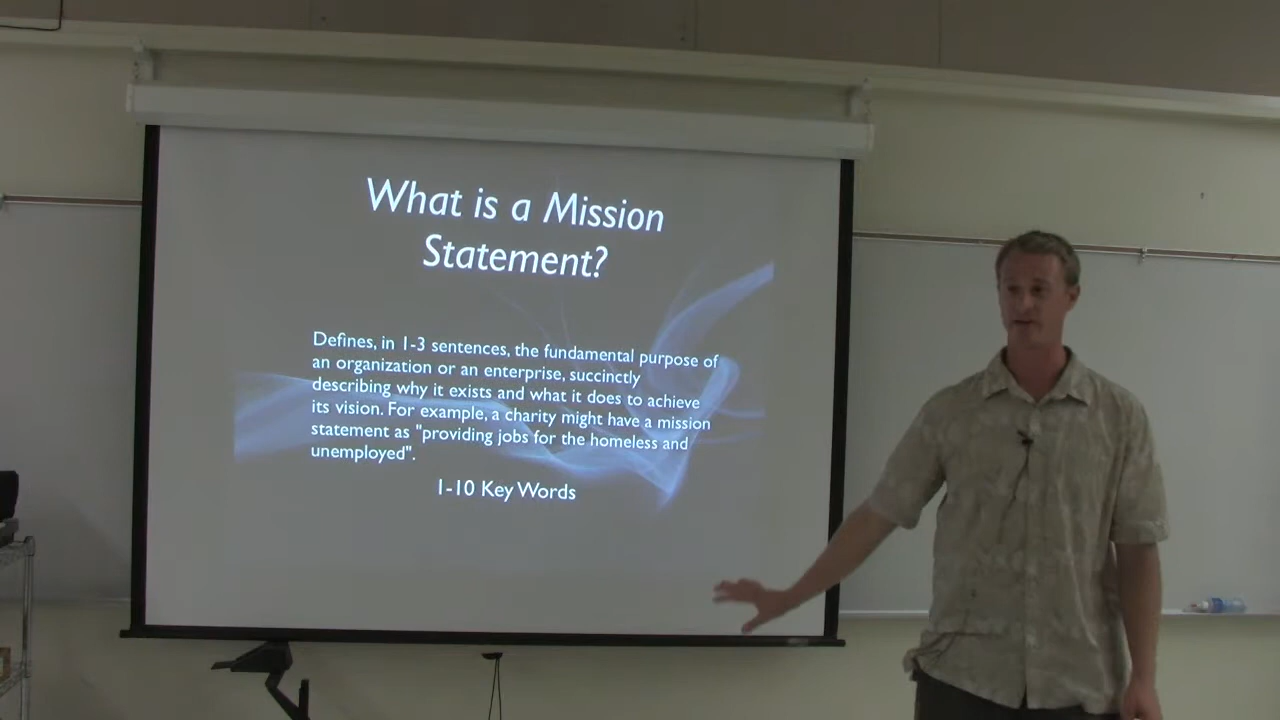 What is a Mission
Statement?
Defines, in 1-3 sentences, the fundamental purpose of
an organization or an enterprise, succinctly
describing why it exists and what it does to achieve
its vision. For example, a charity might have a mission
statement as "providing jobs for the homeless and
unemployed".
1-10 Key Words